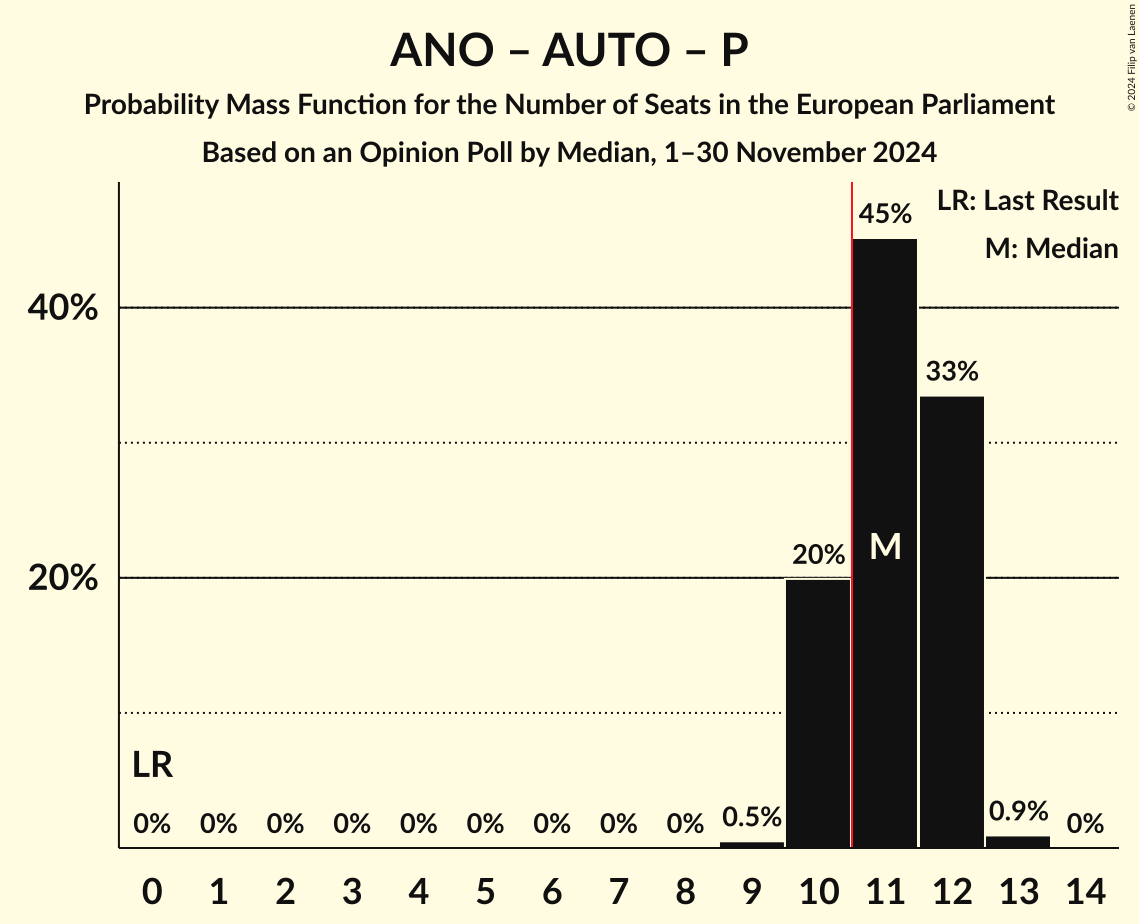 ANO – AUTO – P
Probability Mass Function for the Number of Seats in the European Parliament
Based on an Opinion Poll by Median, 1–30 November 2024
© 2024 Filip van Laenen
LR: Last Result
M: Median
40%
20%
45%
33%
20%
M
LR
0% 0% 0% 0% 0% 0% 0% 0% 0% 0.5% 0.9% 0%
0 1 2 3 4 5 6 7 8 9 10 11 12 13 14